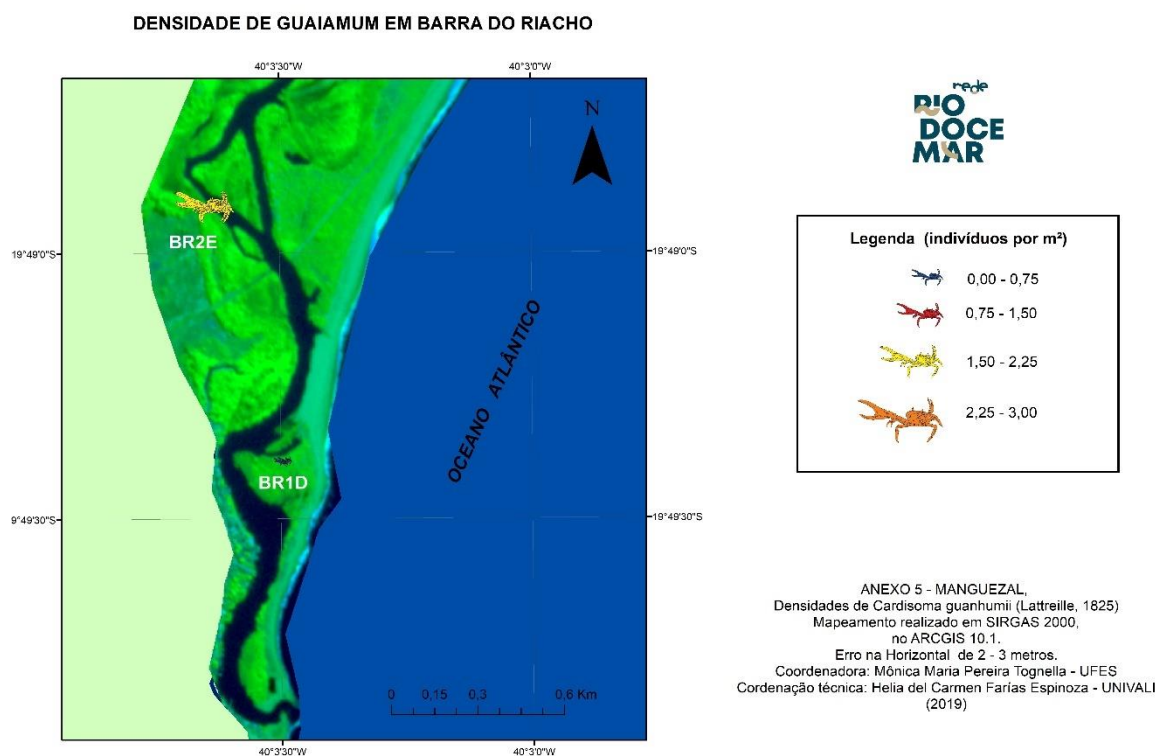 DENSIDADE DE GUAIAMUM EM BARRA DO RIACHO
40°3'30"W
40°3'0"W
N
BR2E
19°49'0"S
19°49'0"S
OCEANO ATLÂNTICO
BR1D
9°49'30"S
19°49'30"S
0 0,15 0,3 0,6 Km
40°3'30"W
40°3'0"W
rede
RIO
DOCE
MAR
Legenda (indivíduos por m²)
0,00 - 0,75
0,75 - 1,50
1,50 - 2,25
2,25 - 3,00
ANEXO 5 - MANGUEZAL,
Densidades de Cardisoma guanhumii (Lattreille, 1825)
Mapeamento realizado em SIRGAS 2000,
no ARCGIS 10.1.
Erro na Horizontal de 2 - 3 metros.
Coordenadora: Mônica Maria Pereira Tognella - UFES
Cordenação técnica: Helia del Carmen Farías Espinoza - UNIVALI
(2019)